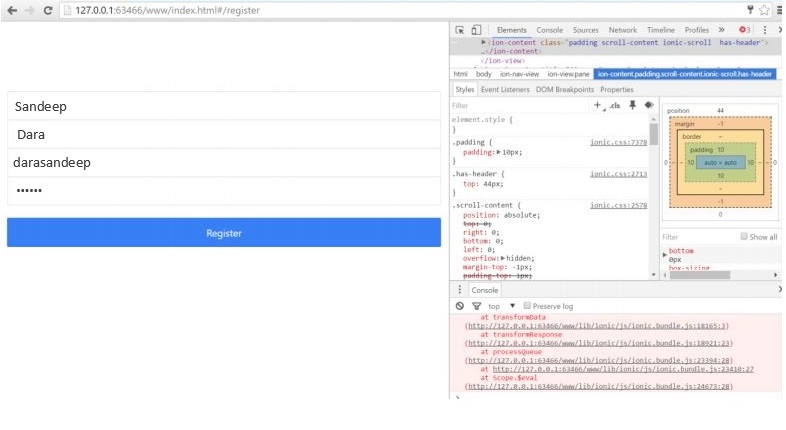 127.0.0.1:63466/www/index.html#/register
Elements Console Sources Network Timeline Profiles » 3
<ion-content class="padding scroll-content ionic-scroll has-header">
…</ion-content>
</ion-view>
html body ion-nav-view ion-view.pane ion-content.padding.scroll-content.ionic-scroll.has-header
Styles Event Listeners DOM Breakpoints Properties
Filter + .cls
element.style {
}
.padding { ionic.css:7378
padding: 10px;
}
.has-header { ionic.css:2713
top: 44px;
}
.scroll-content { ionic.css:2578
position: absolute;
top: 0;
right: 0;
bottom: 0;
left: 0;
overflow: hidden;
margin-top: -1px;
padding-top: 1px;
position 44
margin -1
border –
padding 10
0 - – 10 auto × auto 10 – - 0
10
–
-1
0
Filter Show all
bottom
0px
box-sizing
Sandeep
Dara
darasandeep
••••••
Register
Console
top Preserve log
at transformData
(http://127.0.0.1:63466/www/lib/ionic/js/ionic.bundle.js:18165:3)
at transformResponse
(http://127.0.0.1:63466/www/lib/ionic/js/ionic.bundle.js:18921:23)
at processQueue
(http://127.0.0.1:63466/www/lib/ionic/js/ionic.bundle.js:23394:28)
at http://127.0.0.1:63466/www/lib/ionic/js/ionic.bundle.js:23410:27
at Scope.$eval
(http://127.0.0.1:63466/www/lib/ionic/js/ionic.bundle.js:24673:28)